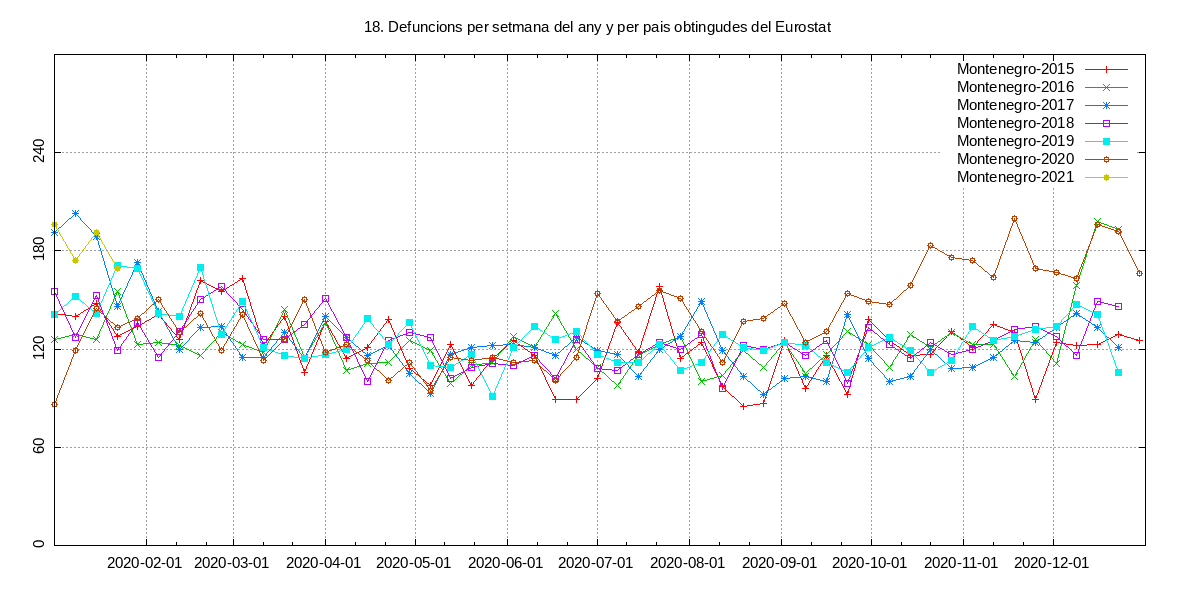 18. Defuncions per setmana del any y per pais obtingudes del Eurostat
Montenegro-2015
Montenegro-2016
Montenegro-2017
Montenegro-2018
Montenegro-2019
Montenegro-2020
Montenegro-2021
240
180
120
60
0
2020-02-01 2020-03-01 2020-04-01 2020-05-01 2020-06-01 2020-07-01 2020-08-01 2020-09-01 2020-10-01 2020-11-01 2020-12-01